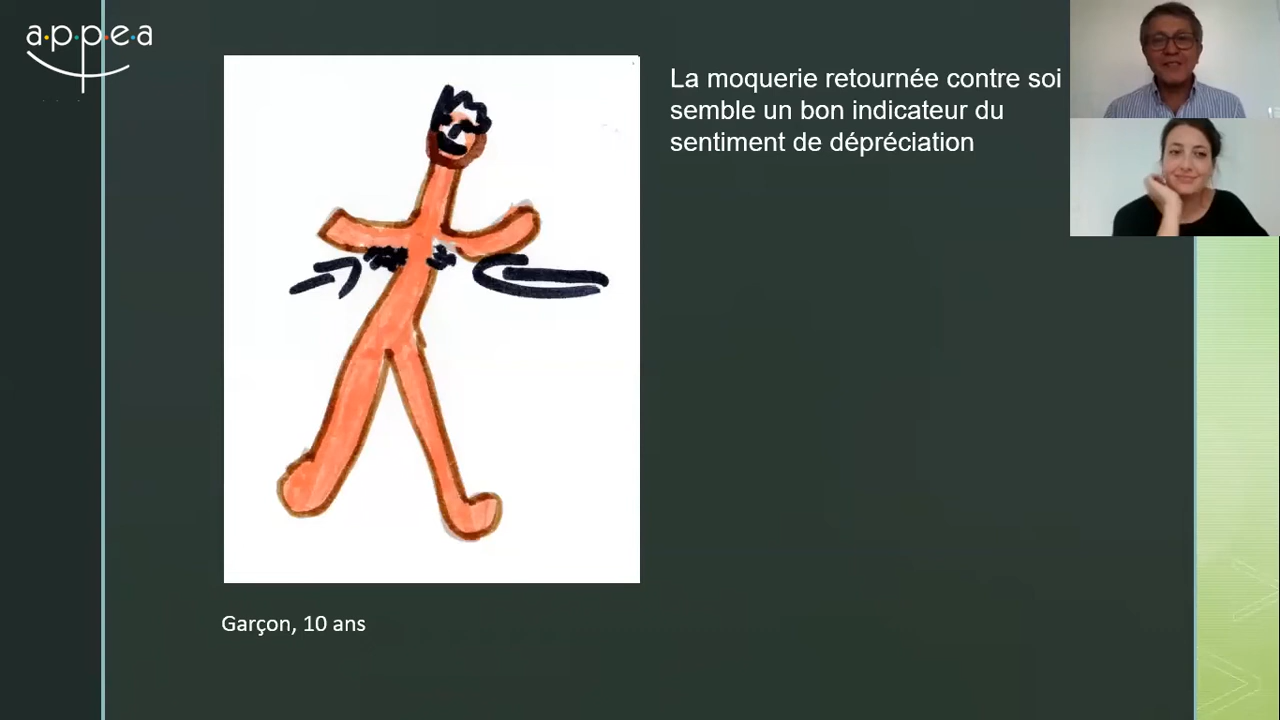 a.p.p.e.a
La moquerie retournée contre soi
semble un bon indicateur du
sentiment de dépréciation
Garçon, 10 ans